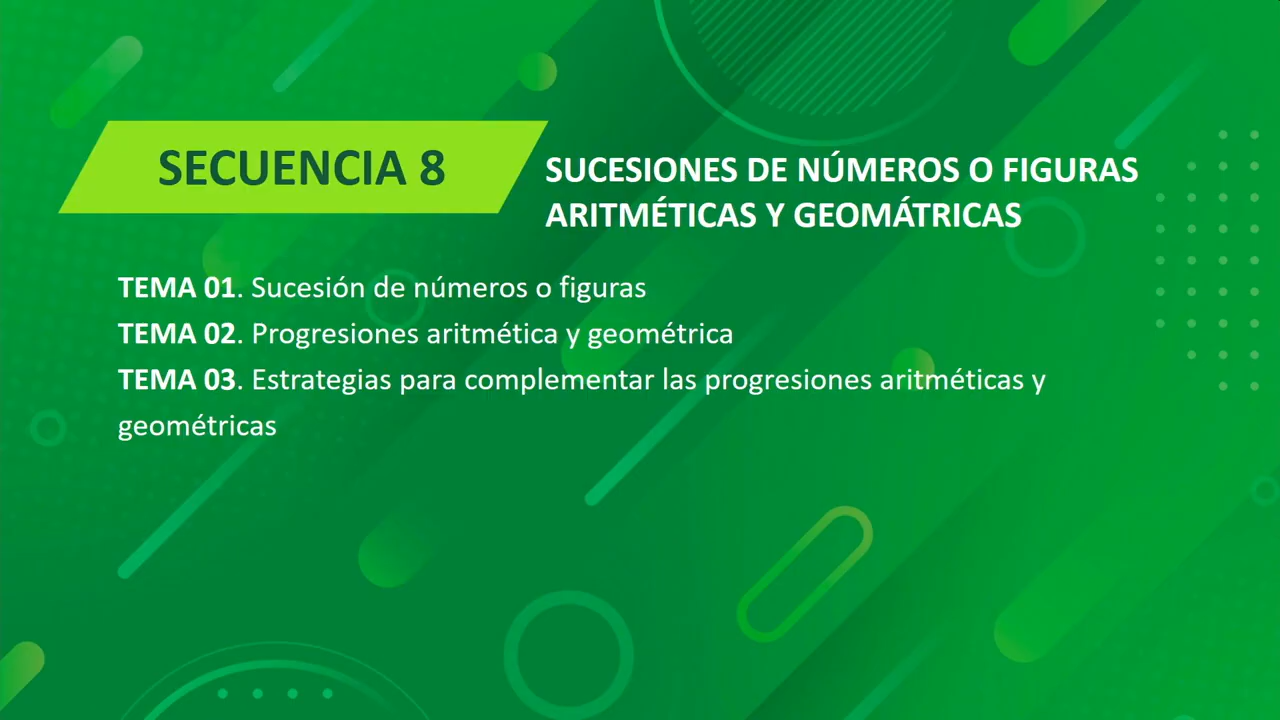 SECUENCIA 8
SUCESIONES DE NÚMEROS O FIGURAS
ARITMÉTICAS Y GEOMÁTRICAS
TEMA 01. Sucesión de números o figuras
TEMA 02. Progresiones aritmética y geométrica
TEMA 03. Estrategias para complementar las progresiones aritméticas y
geométricas